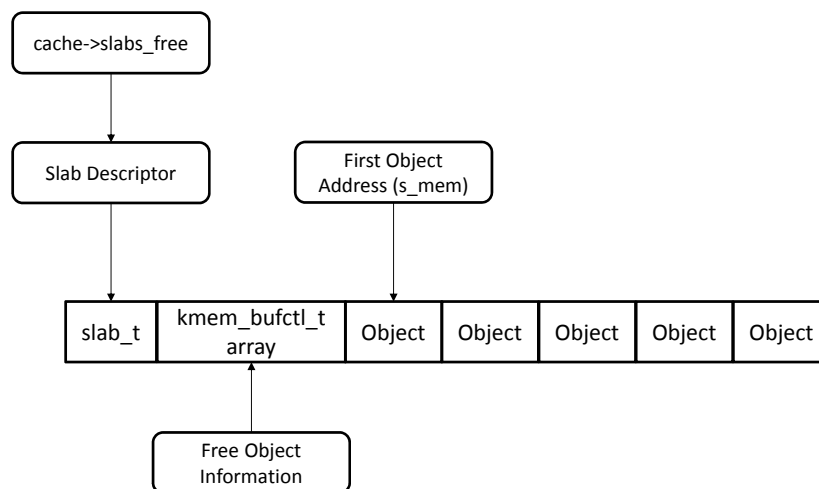 cache->slabs_free
Slab Descriptor
First Object
Address (s_mem)
slab_t
kmem_bufctl_t
array
Object
Object
Object
Object
Object
Free Object
Information